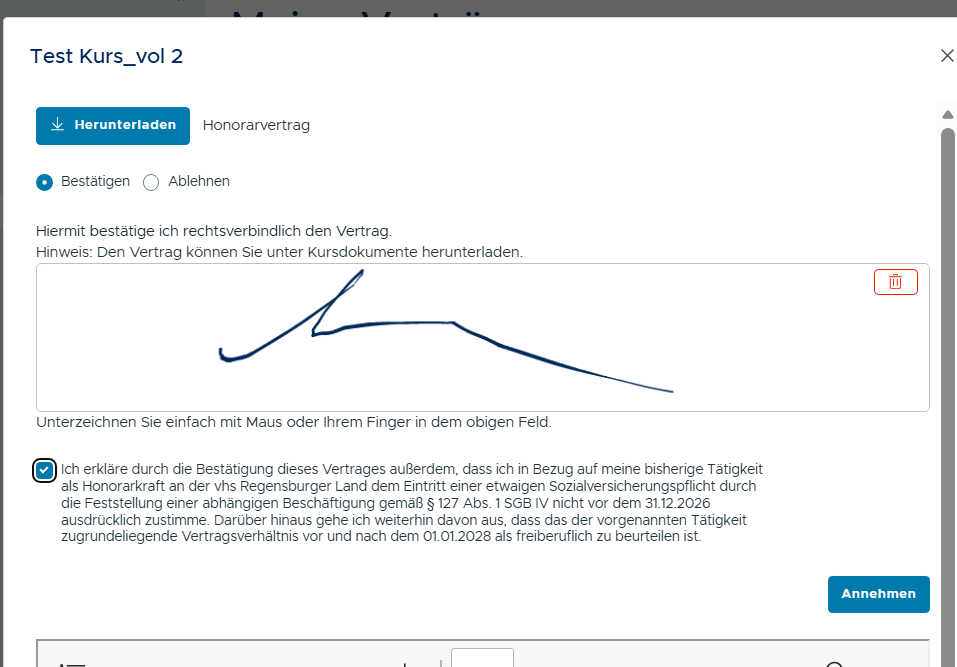 Test Kurs_vol 2
Herunterladen Honorarvertrag
Bestätigen Ablehnen
Hiermit bestätige ich rechtsverbindlich den Vertrag.
Hinweis: Den Vertrag können Sie unter Kursdokumente herunterladen.
Unterzeichnen Sie einfach mit Maus oder Ihrem Finger in dem obigen Feld.
Ich erkläre durch die Bestätigung dieses Vertrages außerdem, dass ich in Bezug auf meine bisherige Tätigkeit
als Honorarkraft an der vhs Regensburger Land dem Eintritt einer etwaigen Sozialversicherungspflicht durch
die Feststellung einer abhängigen Beschäftigung gemäß § 127 Abs. 1 SGB IV nicht vor dem 31.12.2026
ausdrücklich zustimme. Darüber hinaus gehe ich weiterhin davon aus, dass das der vorgenannten Tätigkeit
zugrundeliegende Vertragsverhältnis vor und nach dem 01.01.2028 als freiberuflich zu beurteilen ist.
Annehmen